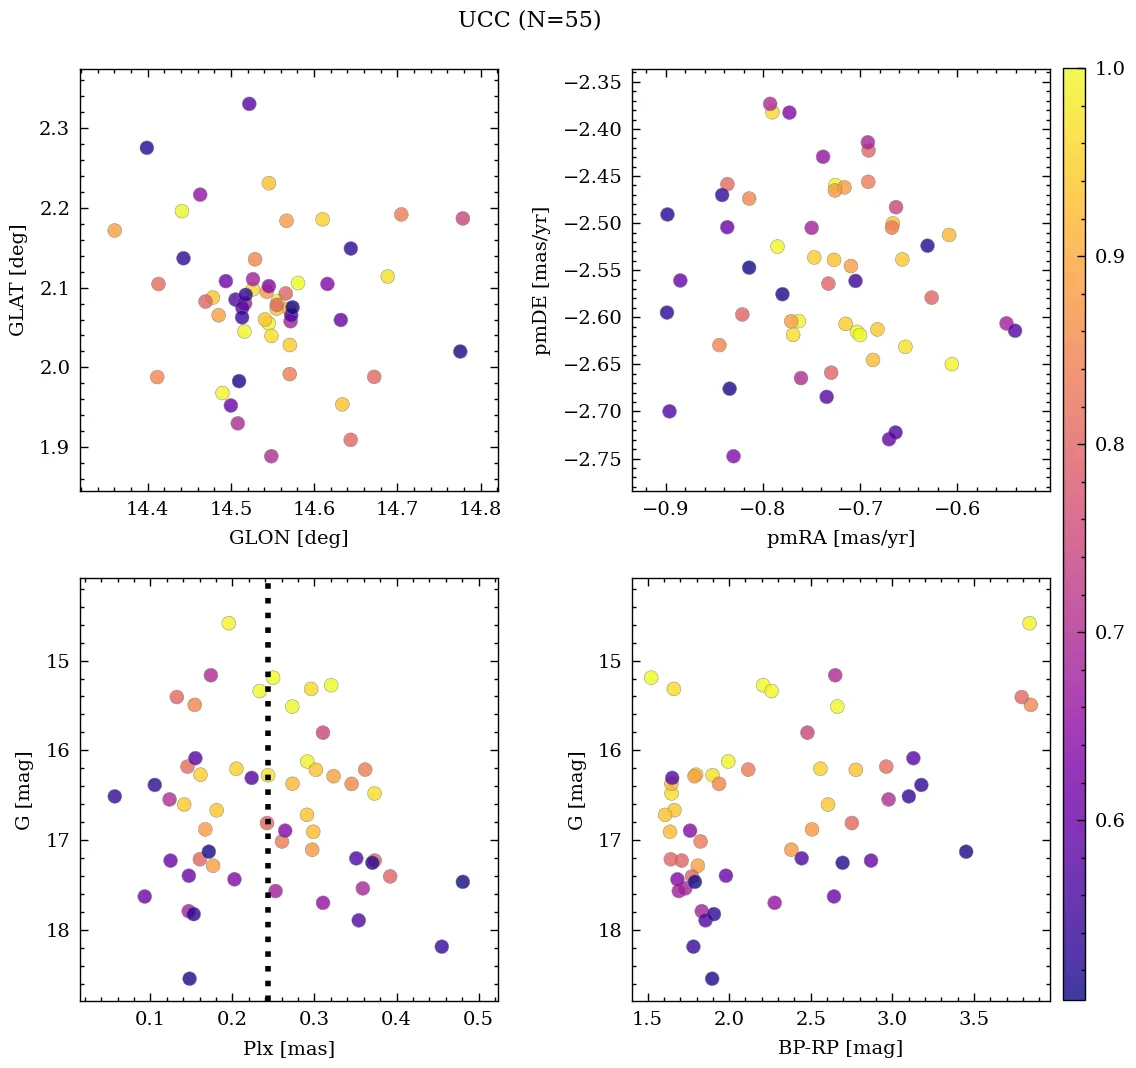 UCC (N=55)
2.3
2.2
2.1
2.0
1.9
GLAT [deg]
14.4 14.5 14.6 14.7 14.8
GLON [deg]
−2.35
−2.40
−2.45
−2.50
−2.55
−2.60
−2.65
−2.70
−2.75
pmDE [mas/yr]
−0.9 −0.8 −0.7 −0.6
pmRA [mas/yr]
1.0
0.9
0.8
0.7
0.6
15
16
17
18
G [mag]
0.1 0.2 0.3 0.4 0.5
Plx [mas]
15
16
17
18
G [mag]
1.5 2.0 2.5 3.0 3.5
BP-RP [mag]